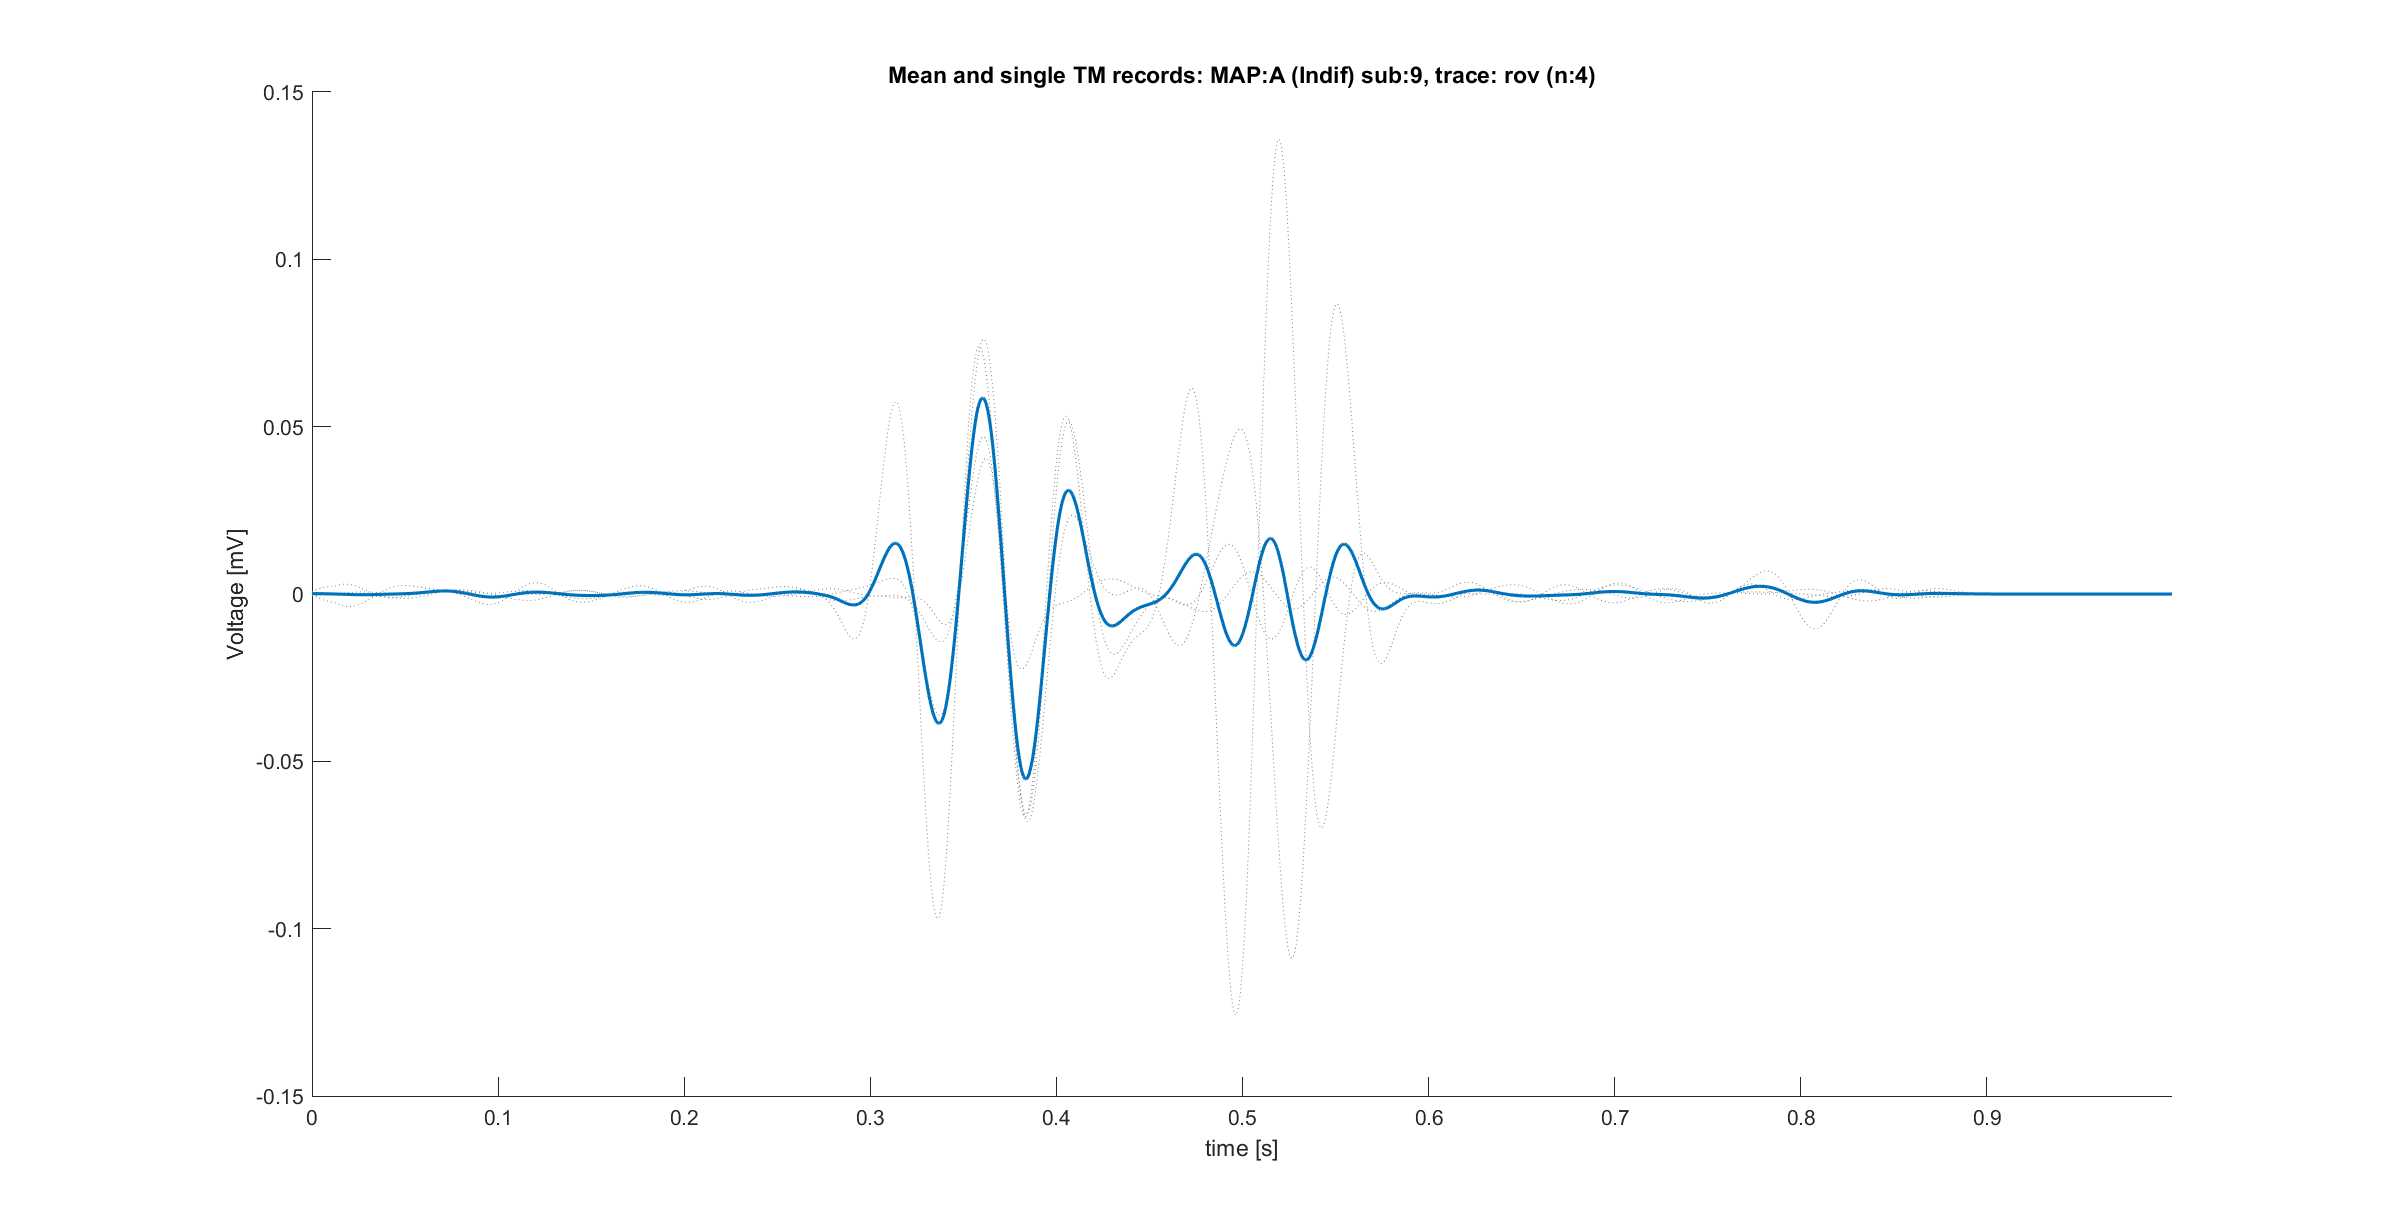 Mean and single TM records: MAP:A (Indif) sub:9, trace: rov (n:4)
0.15
0.1
0.05
0
-0.05
-0.1
-0.15
Voltage [mV]
0 0.1 0.2 0.3 0.4 0.5 0.6 0.7 0.8 0.9
time [s]